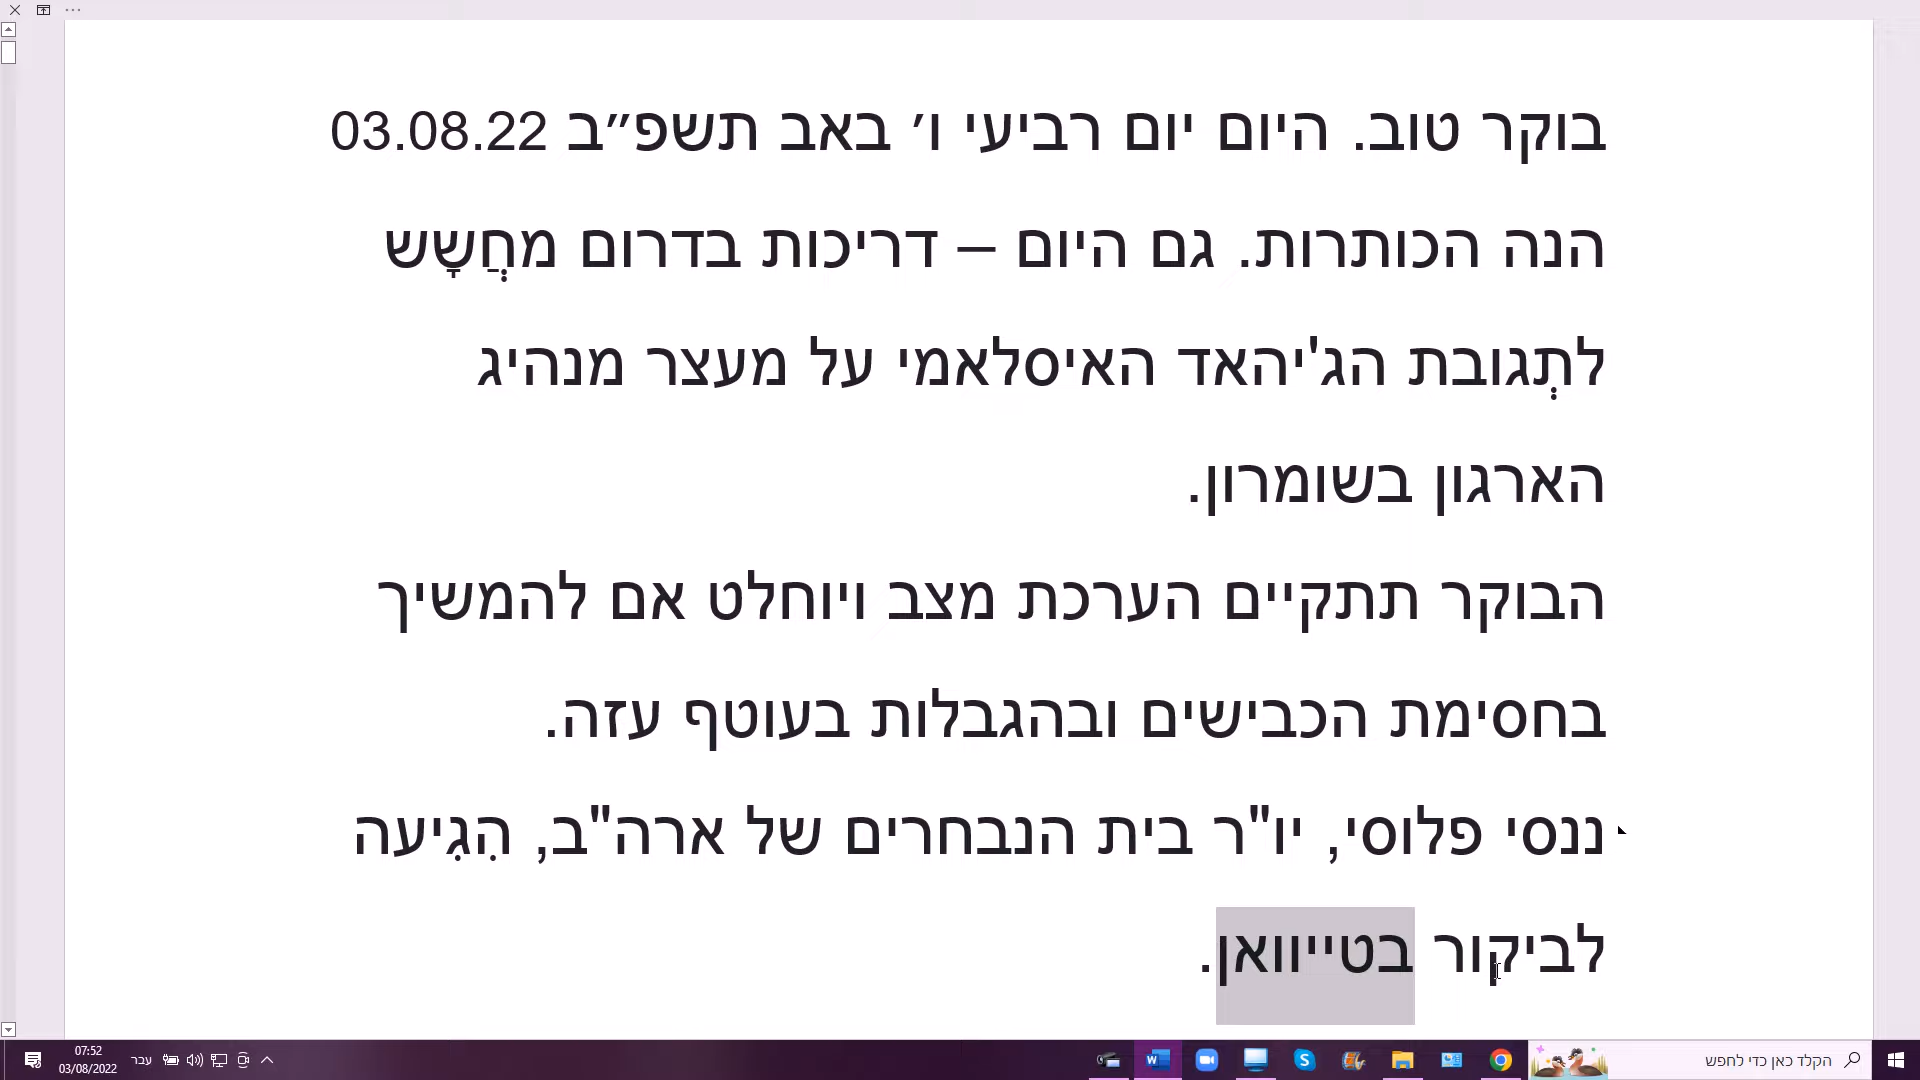 בוקר טוב. היום יום רביעי ו׳ באב תשפ״ב 03.08.22
הנה הכותרות. גם היום – דריכות בדרום מחְֲשָש
לתְגובת הג'יהאד האיסלאמי על מעצר מנהיג
הארגון בשומרון.
הבוקר תתקיים הערכת מצב ויוחלט אם להמשיך
בחסימת הכבישים ובהגבלות בעוטף עזה.
ננסי פלוסי, יו"ר בית הנבחרים של ארה"ב, הִגִיעה
לביקור בטייוואן.
הקלד כאן כדי לחפש
עבר
07:52
03/08/2022